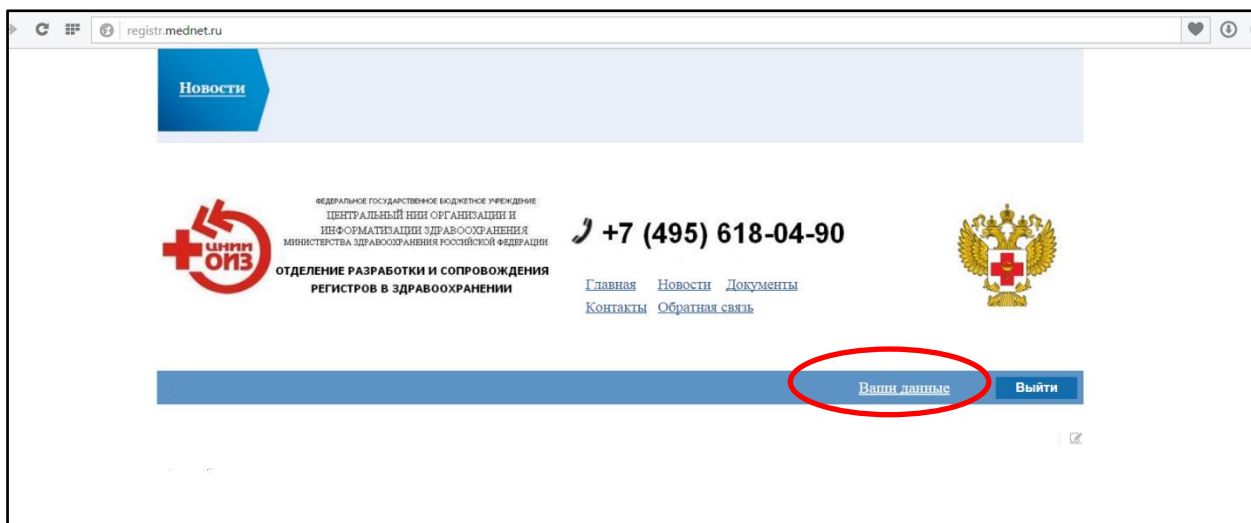 registr.mednet.ru
Новости
ЦНИИ
ОИЗ
ФЕДЕРАЛЬНОЕ ГОСУДАРСТВЕННОЕ БЮДЖЕТНОЕ УЧРЕЖДЕНИЕ
ЦЕНТРАЛЬНЫЙ НИИ ОРГАНИЗАЦИИ И
ИНФОРМАТИЗАЦИИ ЗДРАВООХРАНЕНИЯ
МИНИСТЕРСТВА ЗДРАВООХРАНЕНИЯ РОССИЙСКОЙ ФЕДЕРАЦИИ
ОТДЕЛЕНИЕ РАЗРАБОТКИ И СОПРОВОЖДЕНИЯ
РЕГИСТРОВ В ЗДРАВООХРАНЕНИИ
+7 (495) 618-04-90
Главная Новости Документы
Контакты Обратная связь
Ваши данные Выйти